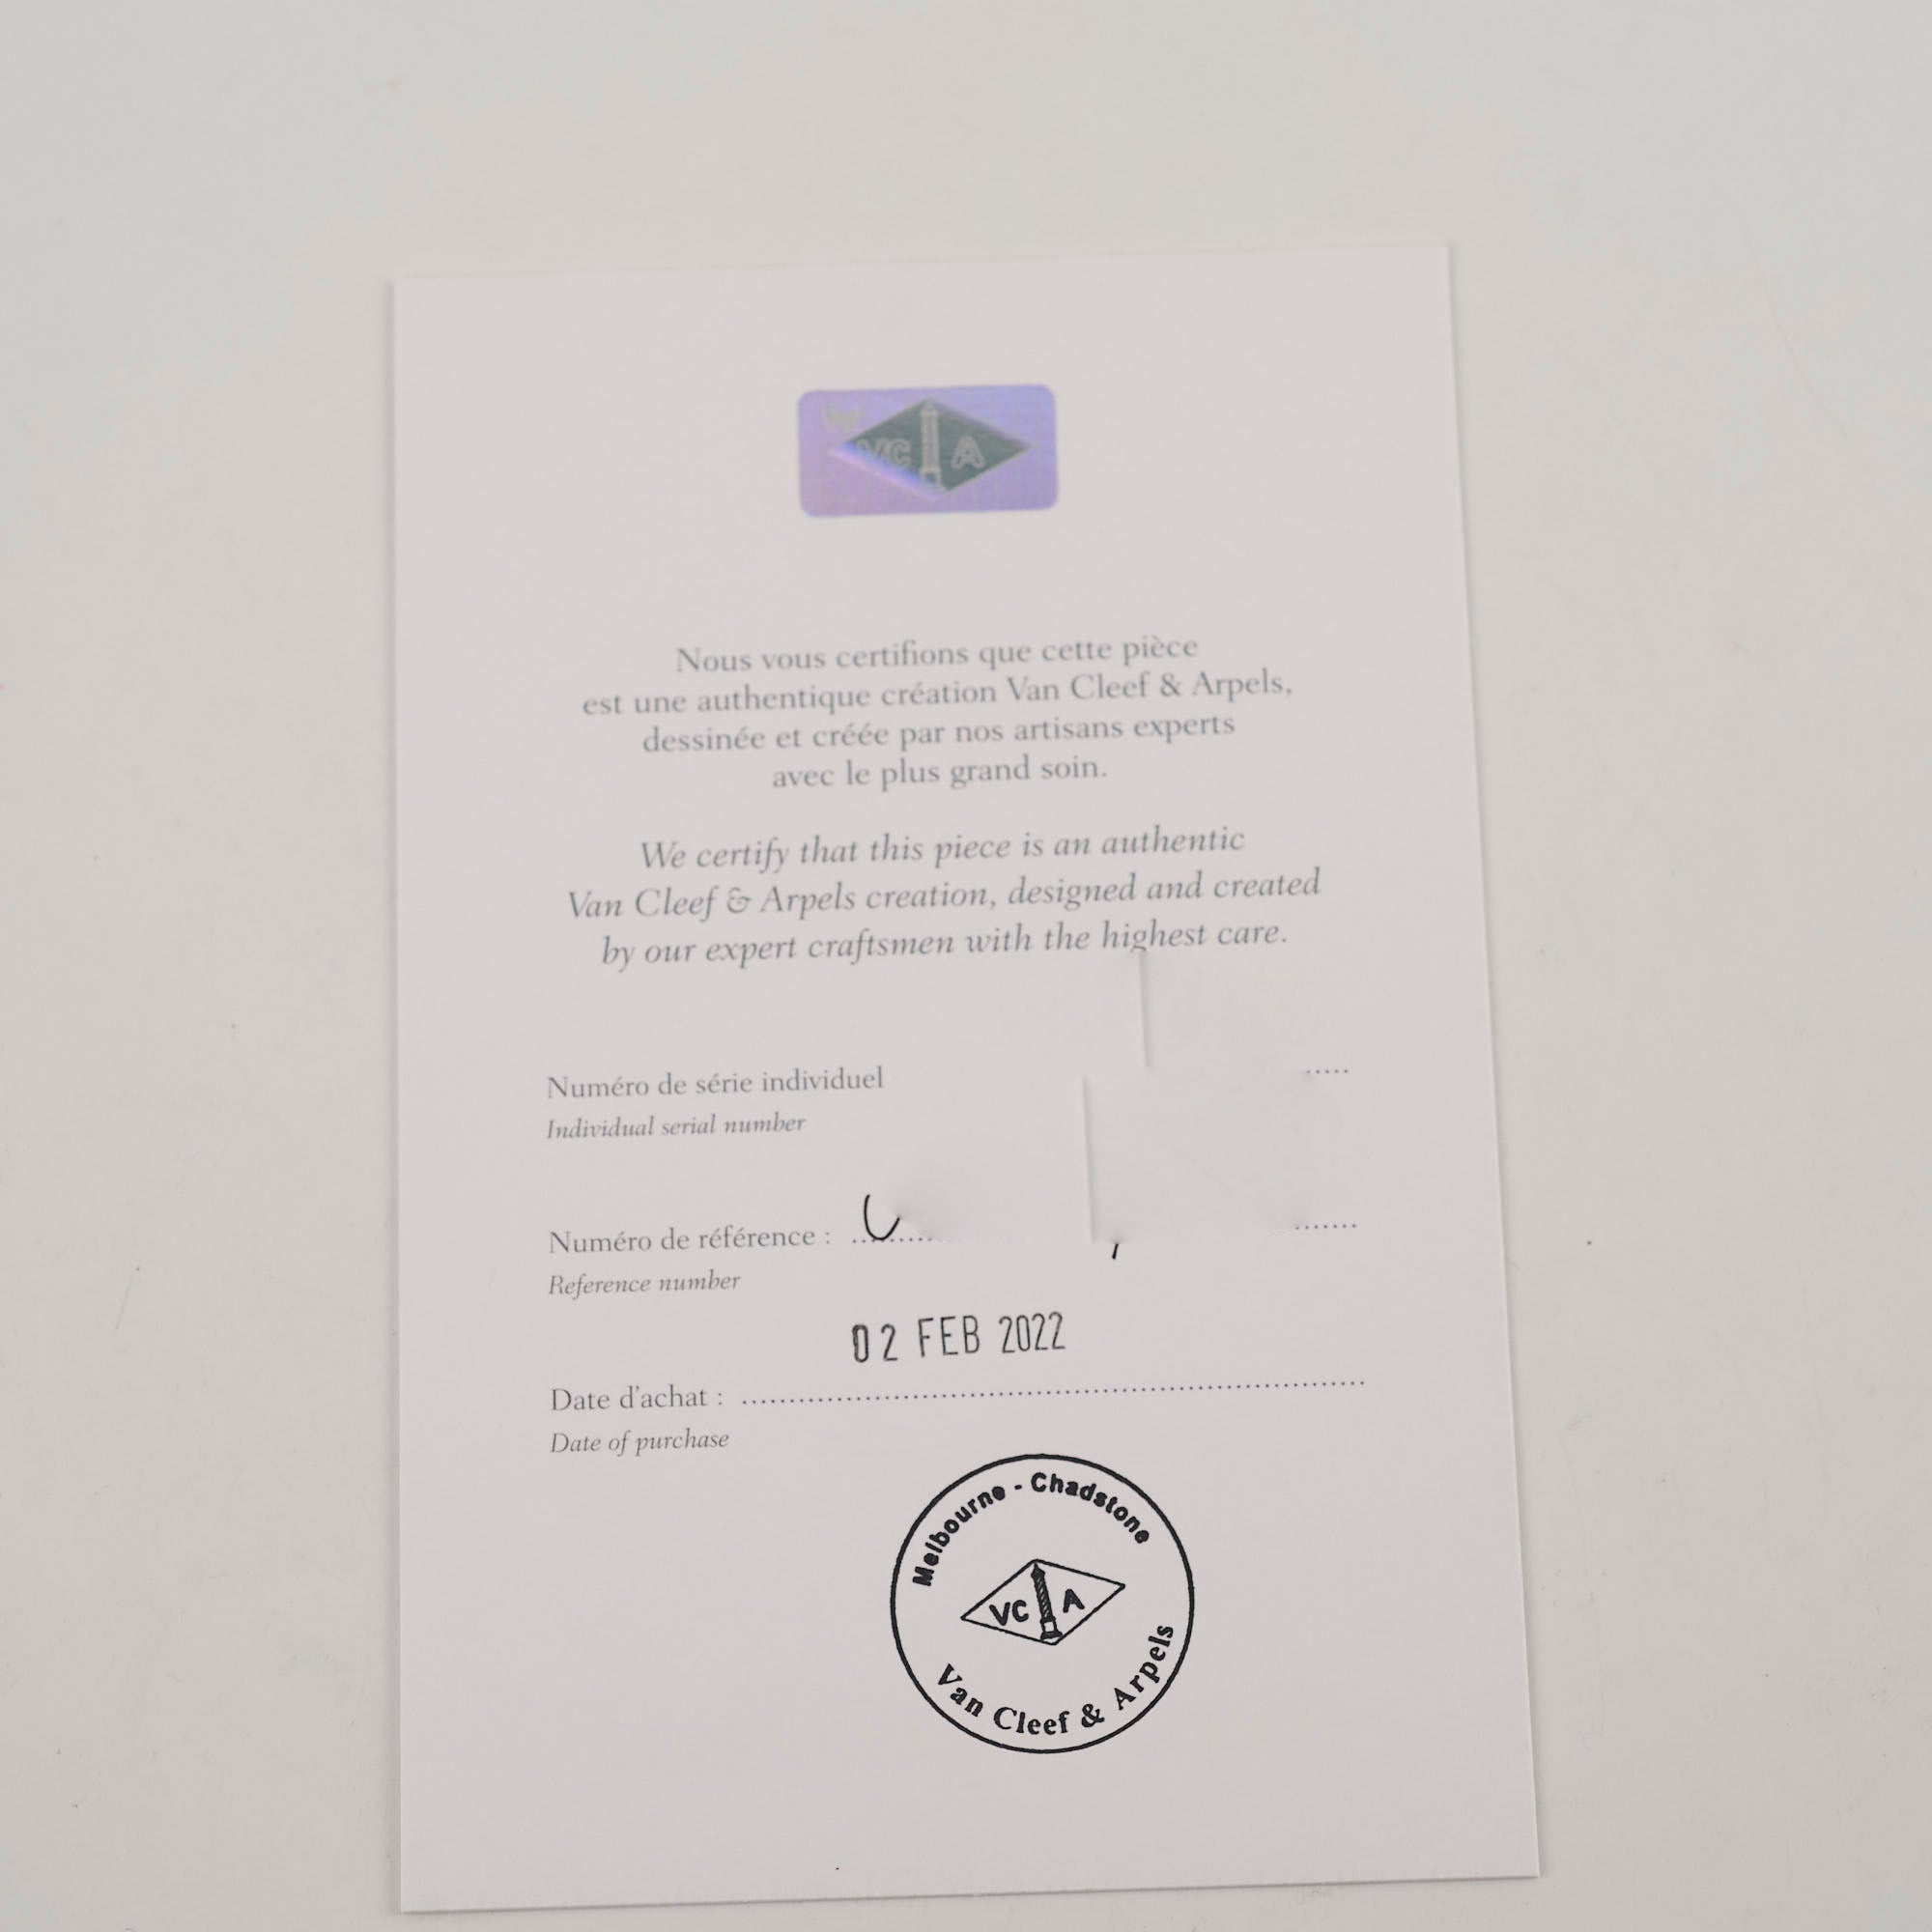 VC A
Nous vous certifions que cette pièce
est une authentique création Van Cleef & Arpels,
dessinée et créée par nos artisans experts
avec le plus grand soin.
We certify that this piece is an authentic
Van Cleef & Arpels creation, designed and created
by our expert craftsmen with the highest care.
Numéro de série individuel
Individual serial number
Numéro de référence :
Reference number
02 FEB 2022
Date d'achat :
Date of purchase
Melbourne - Chadstone
VC A
Van Cleef & Arpels